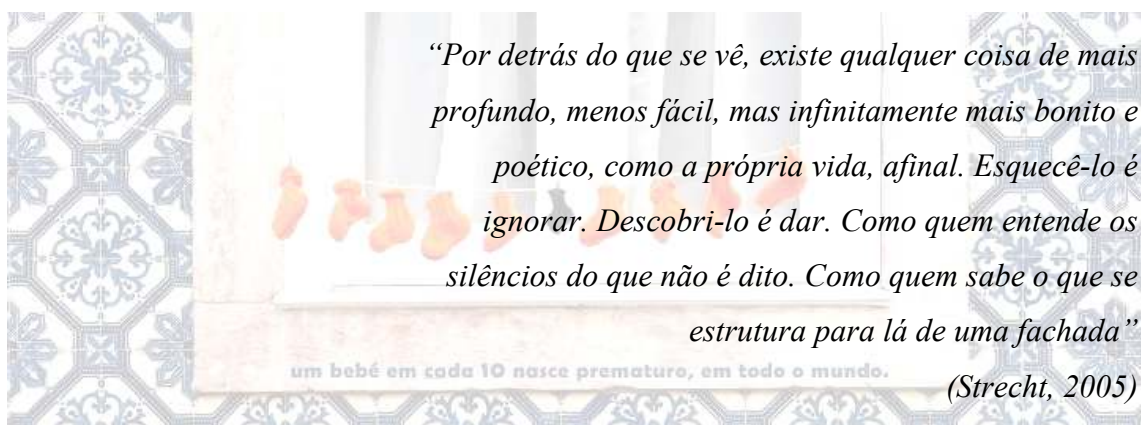 “Por detrás do que se vê, existe qualquer coisa de mais
profundo, menos fácil, mas infinitamente mais bonito e
poético, como a própria vida, afinal. Esquecê-lo é
ignorar. Descobri-lo é dar. Como quem entende os
silêncios do que não é dito. Como quem sabe o que se
estrutura para lá de uma fachada”
um bebé em cada 10 nasce prematuro, em todo o mundo.
(Strecht, 2005)